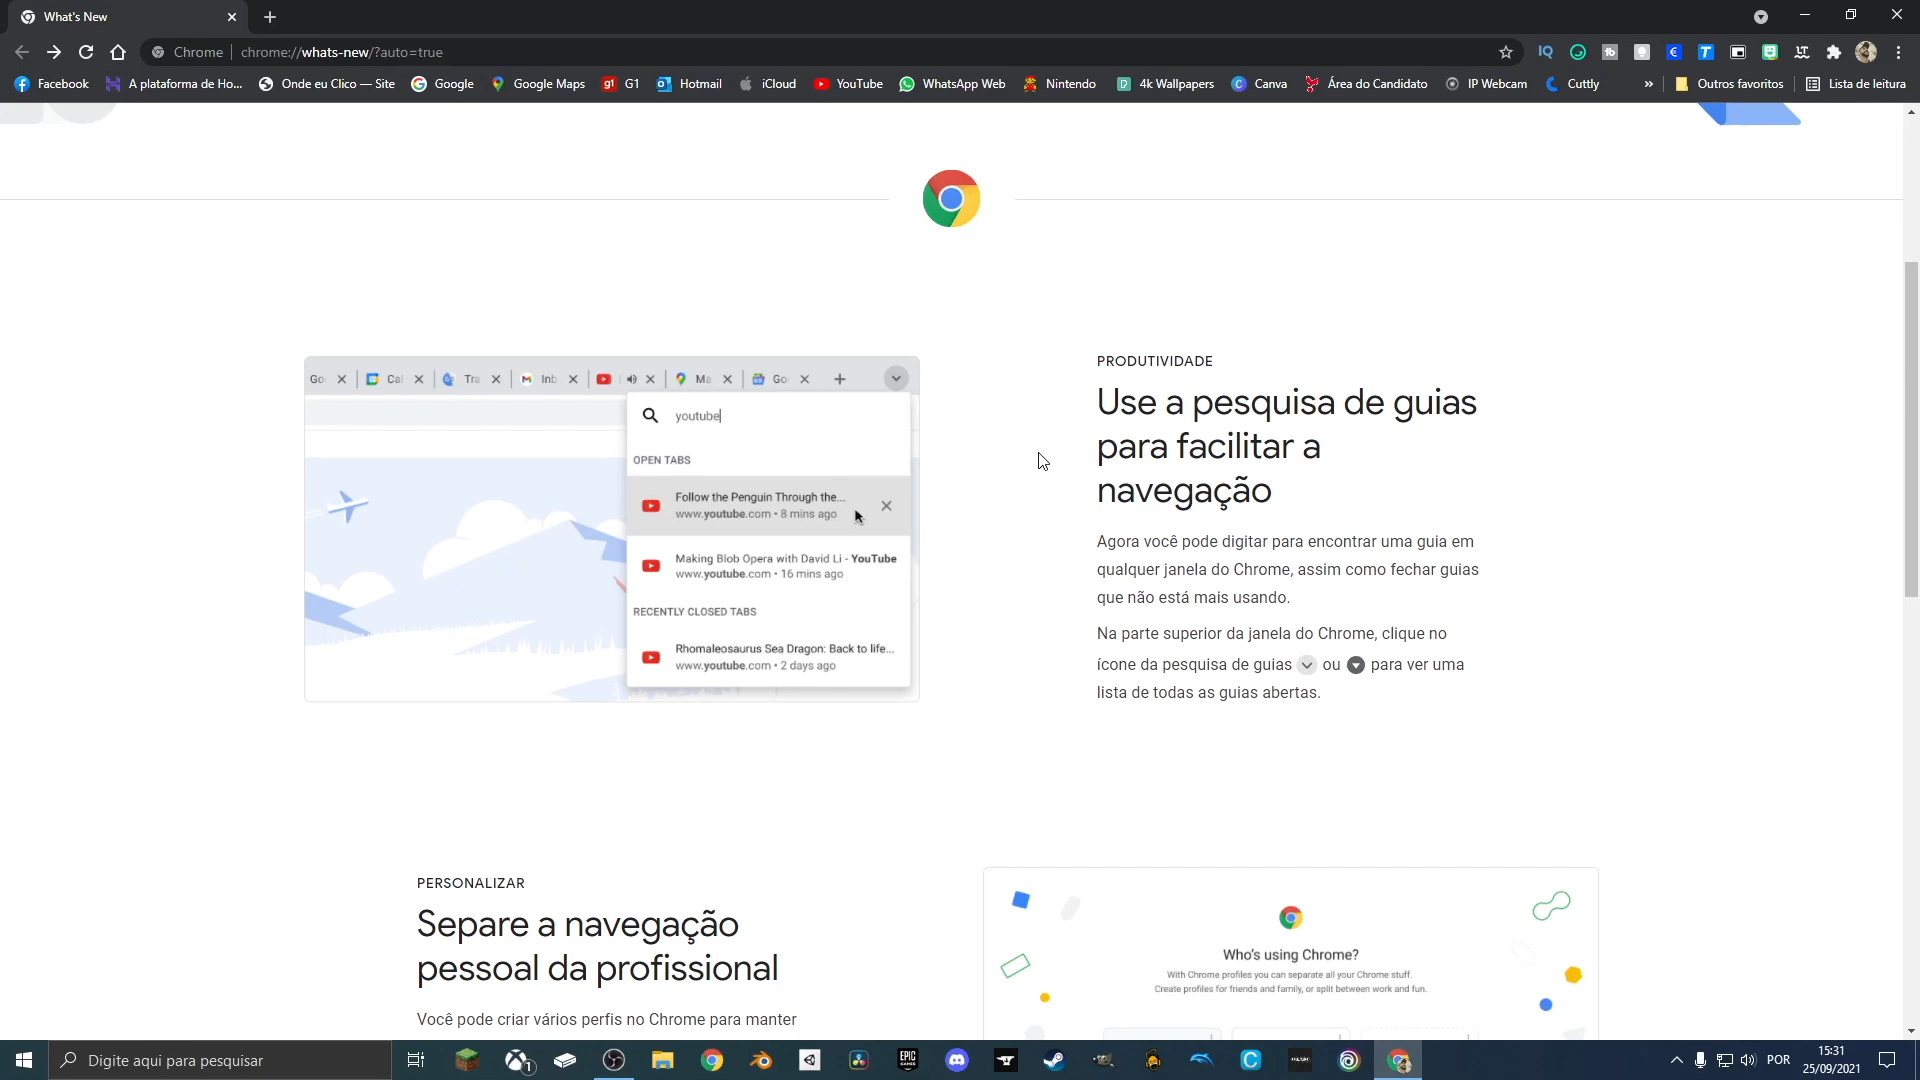 What's New
Chrome | chrome://whats-new/?auto=true
Facebook
A plataforma de Ho...
Onde eu Clico — Site
Google
Google Maps
G1
Hotmail
iCloud
YouTube
WhatsApp Web
Nintendo
4k Wallpapers
Canva
Área do Candidato
IP Webcam
Cuttly
»
Outros favoritos
Lista de leitura
Go
Cal
Tra
Inb
Ma
Go
youtube
OPEN TABS
Follow the Penguin Through the...
www.youtube.com • 8 mins ago
Making Blob Opera with David Li - YouTube
www.youtube.com • 16 mins ago
RECENTLY CLOSED TABS
Rhomaleosaurus Sea Dragon: Back to life...
www.youtube.com • 2 days ago
PRODUTIVIDADE
Use a pesquisa de guias
para facilitar a
navegação
Agora você pode digitar para encontrar uma guia em
qualquer janela do Chrome, assim como fechar guias
que não está mais usando.
Na parte superior da janela do Chrome, clique no
ícone da pesquisa de guias ou para ver uma
lista de todas as guias abertas.
PERSONALIZAR
Separe a navegação
pessoal da profissional
Você pode criar vários perfis no Chrome para manter
Who's using Chrome?
With Chrome profiles you can separate all your Chrome stuff.
Create profiles for friends and family, or split between work and fun.
Digite aqui para pesquisar
1
EPIC GAMES
POR
15:31
25/09/2021